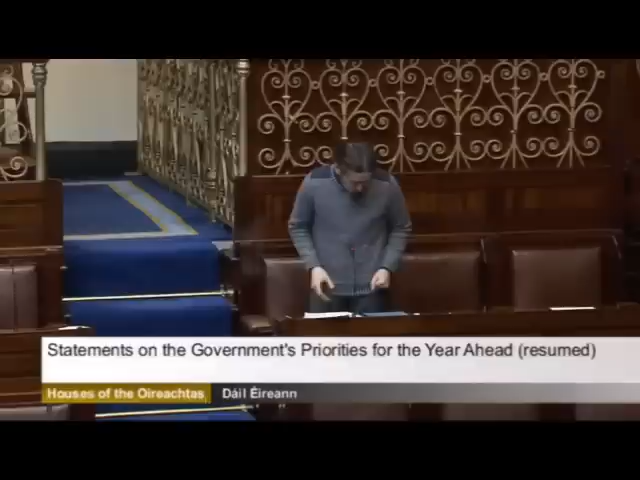 Statements on the Government's Priorities for the Year Ahead (resumed)
Houses of the Oireachtas Dáil Éireann